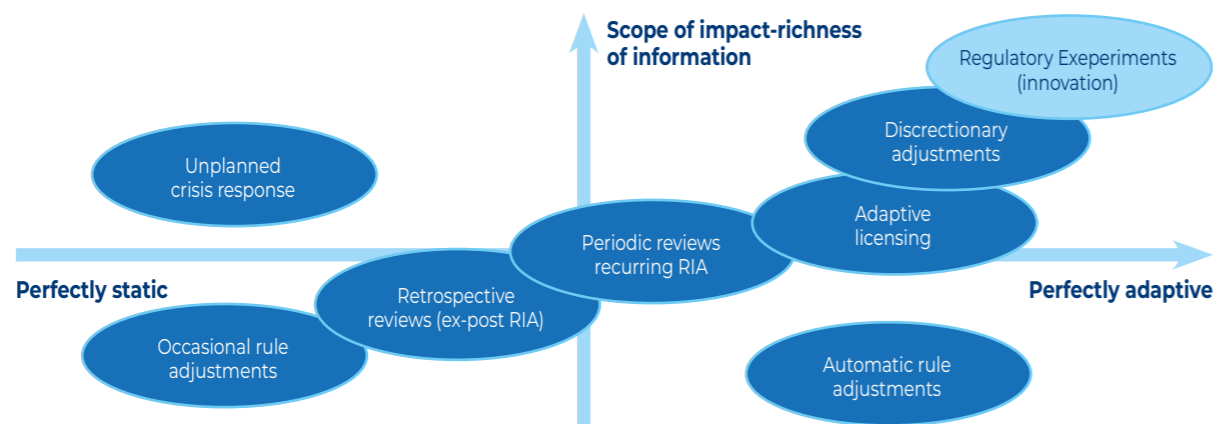 Scope of impact-richness
of information
Regulatory Exeperiments
(innovation)
Discrectionary
adjustments
Unplanned
crisis response
Adaptive
licensing
Periodic reviews
recurring RIA
Perfectly static
Perfectly adaptive
Retrospective
reviews (ex-post RIA)
Occasional rule
adjustments
Automatic rule
adjustments